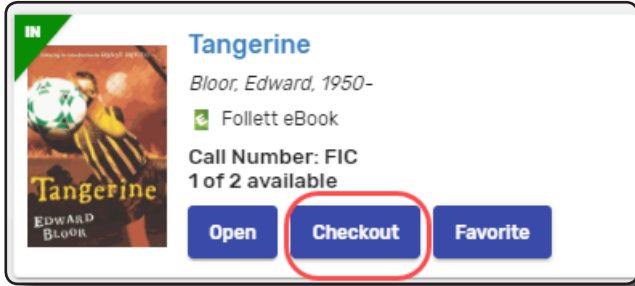 IN
Tangerine
Bloor, Edward, 1950-
Follett eBook
Call Number: FIC
1 of 2 available
Tangerine
EDWARD
BLOOR
Open Checkout Favorite